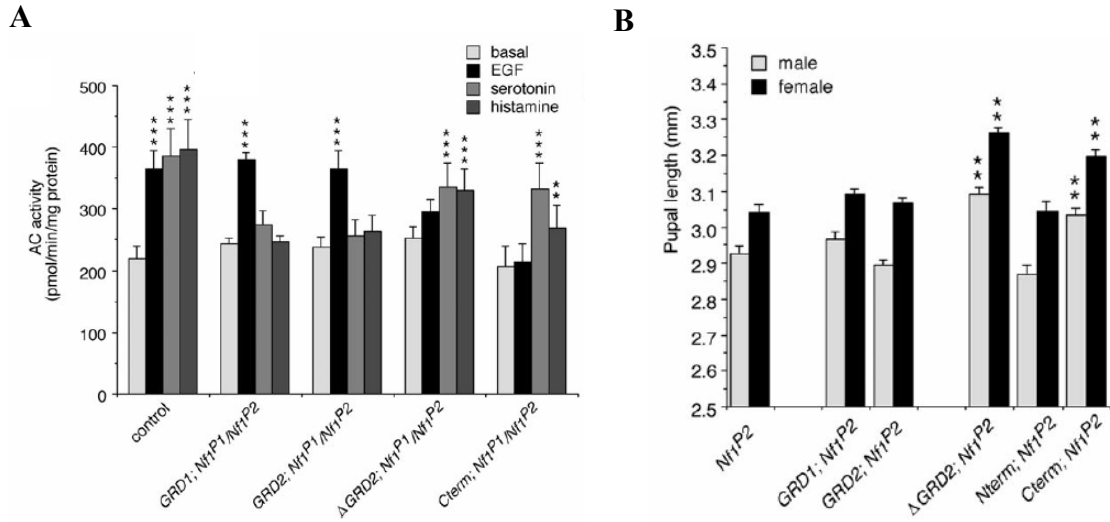 A
basal
EGF
serotonin
histamine
500
400
300
200
100
0
AC activity
(pmol/min/mg protein)
***
***
***
***
***
***
***
***
**
control
GRD1; Nf1P1/Nf1P2
GRD2; Nf1P1/Nf1P2
ΔGRD2; Nf1P1/Nf1P2
Cterm; Nf1P1/Nf1P2
B
male
female
3.5
3.4
3.3
3.2
3.1
3.0
2.9
2.8
2.7
2.6
2.5
Pupal length (mm)
**
**
**
**
Nf1P2
GRD1; Nf1P2
GRD2; Nf1P2
ΔGRD2; Nf1P2
Nterm; Nf1P2
Cterm; Nf1P2